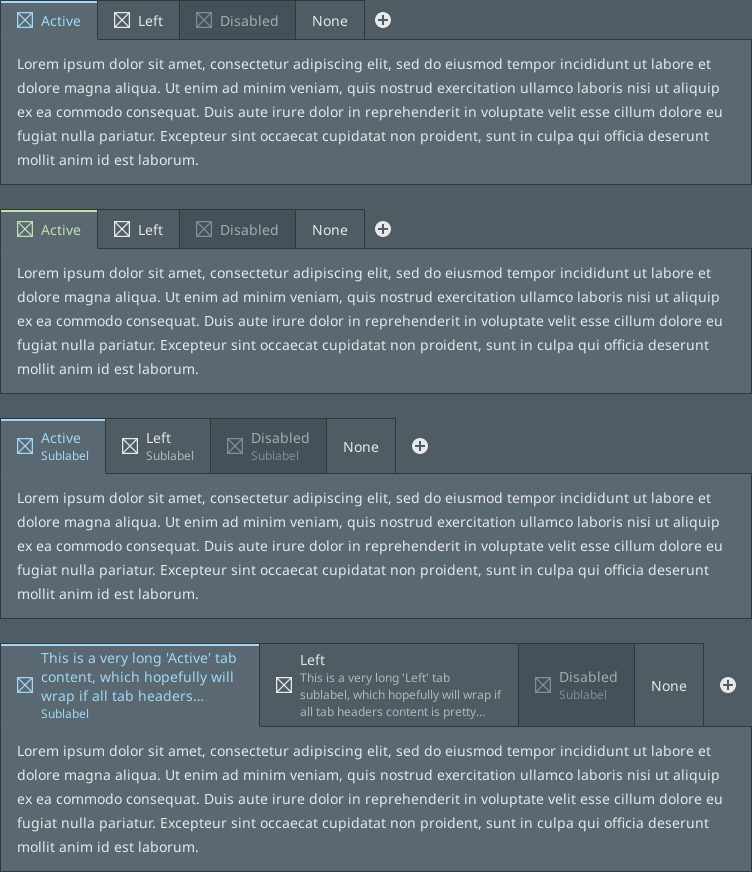 Active Left Disabled None
Lorem ipsum dolor sit amet, consectetur adipiscing elit, sed do eiusmod tempor incididunt ut labore et
dolore magna aliqua. Ut enim ad minim veniam, quis nostrud exercitation ullamco laboris nisi ut aliquip
ex ea commodo consequat. Duis aute irure dolor in reprehenderit in voluptate velit esse cillum dolore eu
fugiat nulla pariatur. Excepteur sint occaecat cupidatat non proident, sunt in culpa qui officia deserunt
mollit anim id est laborum.
Active Left Disabled None
Lorem ipsum dolor sit amet, consectetur adipiscing elit, sed do eiusmod tempor incididunt ut labore et
dolore magna aliqua. Ut enim ad minim veniam, quis nostrud exercitation ullamco laboris nisi ut aliquip
ex ea commodo consequat. Duis aute irure dolor in reprehenderit in voluptate velit esse cillum dolore eu
fugiat nulla pariatur. Excepteur sint occaecat cupidatat non proident, sunt in culpa qui officia deserunt
mollit anim id est laborum.
Active
Sublabel
Left
Sublabel
Disabled
Sublabel
None
Lorem ipsum dolor sit amet, consectetur adipiscing elit, sed do eiusmod tempor incididunt ut labore et
dolore magna aliqua. Ut enim ad minim veniam, quis nostrud exercitation ullamco laboris nisi ut aliquip
ex ea commodo consequat. Duis aute irure dolor in reprehenderit in voluptate velit esse cillum dolore eu
fugiat nulla pariatur. Excepteur sint occaecat cupidatat non proident, sunt in culpa qui officia deserunt
mollit anim id est laborum.
This is a very long 'Active' tab
content, which hopefully will
wrap if all tab headers...
Sublabel
Left
This is a very long 'Left' tab
sublabel, which hopefully will wrap if
all tab headers content is pretty...
Disabled
Sublabel
None
Lorem ipsum dolor sit amet, consectetur adipiscing elit, sed do eiusmod tempor incididunt ut labore et
dolore magna aliqua. Ut enim ad minim veniam, quis nostrud exercitation ullamco laboris nisi ut aliquip
ex ea commodo consequat. Duis aute irure dolor in reprehenderit in voluptate velit esse cillum dolore eu
fugiat nulla pariatur. Excepteur sint occaecat cupidatat non proident, sunt in culpa qui officia deserunt
mollit anim id est laborum.